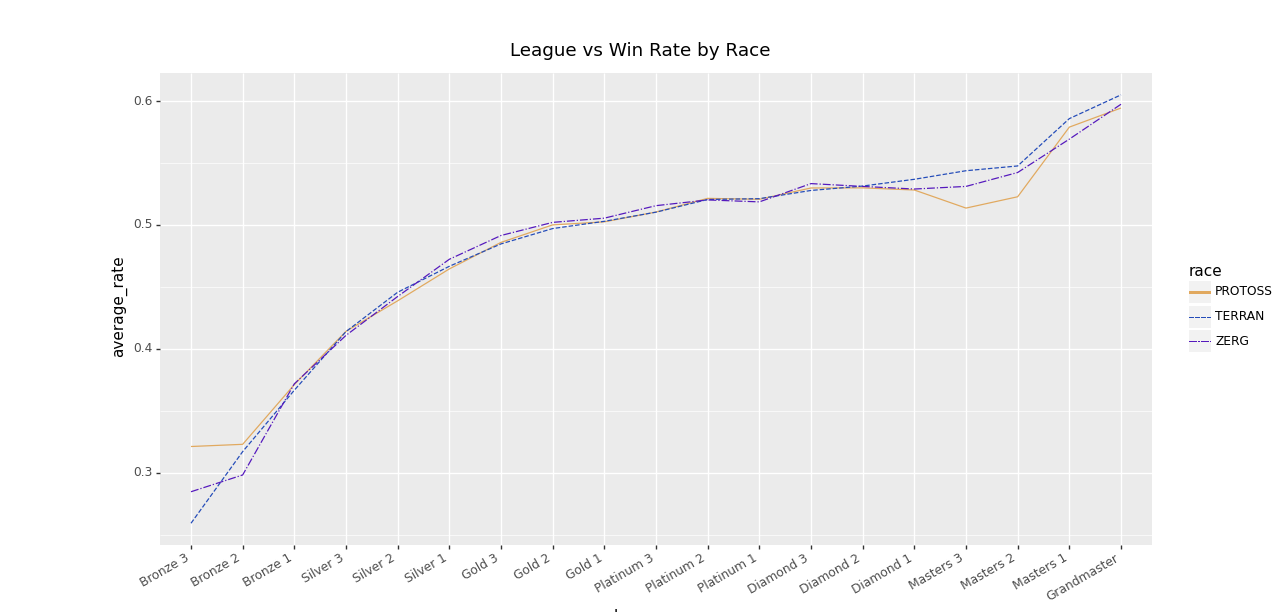 League vs Win Rate by Race
average_rate
0.6
0.5
0.4
0.3
Bronze 3
Bronze 2
Bronze 1
Silver 3
Silver 2
Silver 1
Gold 3
Gold 2
Gold 1
Platinum 3
Platinum 2
Platinum 1
Diamond 3
Diamond 2
Diamond 1
Masters 3
Masters 2
Masters 1
Grandmaster
race
PROTOSS
TERRAN
ZERG